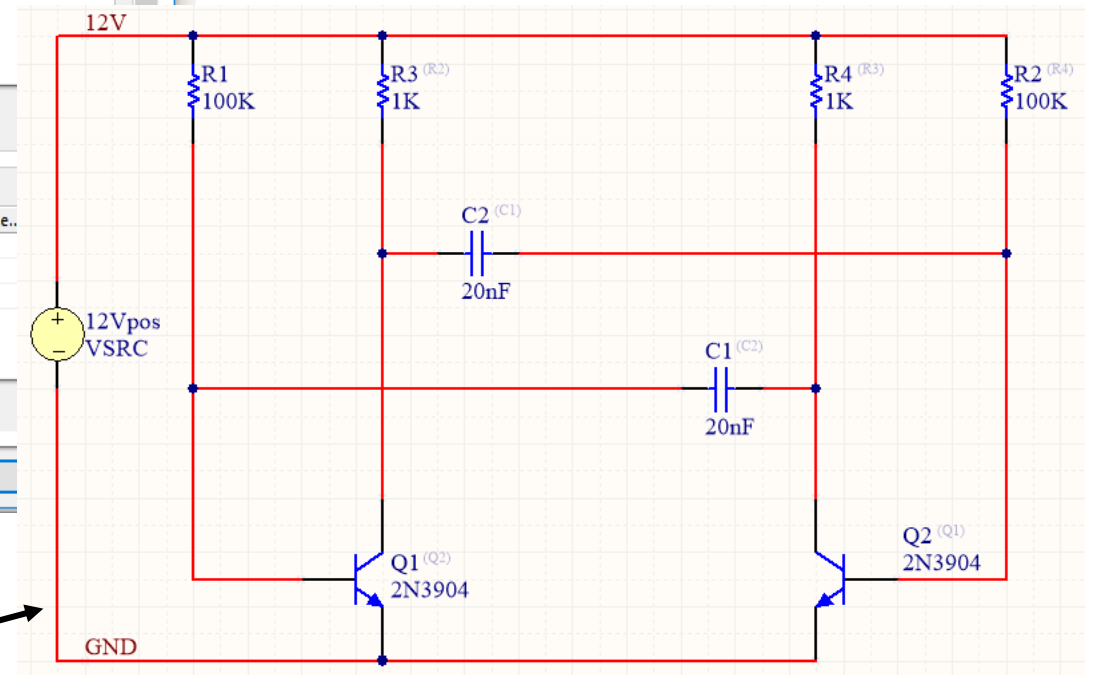 12V
R1
100K
R3 (R2)
1K
R4 (R3)
1K
R2 (R4)
100K
C2 (C1)
20nF
e..
12Vpos
VSRC
+
−
C1 (C2)
20nF
Q1 (Q2)
2N3904
Q2 (Q1)
2N3904
GND